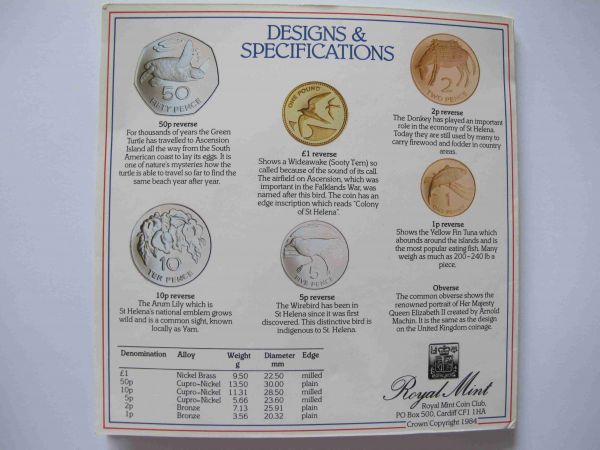 DESIGNS &
SPECIFICATIONS
50
FIFTY PENCE
50p reverse
For thousands of years the Green
Turtle has travelled to Ascension
Island all the way from the South
American coast to lay its eggs. It is
one of nature's mysteries how the
turtle is able to travel so far to find the
same beach year after year.
ONE POUND
£1 reverse
Shows a Wideawake (Sooty Tern) so
called because of the sound of its call.
The airfield on Ascension, which was
important in the Falklands War, was
named after this bird. The coin has an
edge inscription which reads "Colony
of St Helena".
2
TWO PENCE
2p reverse
The Donkey has played an important
role in the economy of St Helena.
Today they are still used by many to
carry firewood and fodder in country
areas.
1
1p reverse
Shows the Yellow Fin Tuna which
abounds around the islands and is
the most popular eating fish. Many
weigh as much as 200–240 lb a
piece.
10
TEN PENCE
10p reverse
The Arum Lily which is
St Helena's national emblem grows
wild and is a common sight, known
locally as Yam.
5
FIVE PENCE
5p reverse
The Wirebird has been in
St Helena since it was first
discovered. This distinctive bird is
indigenous to St. Helena.
Obverse
The common obverse shows the
renowned portrait of Her Majesty
Queen Elizabeth II created by Arnold
Machin. It is the same as the design
on the United Kingdom coinage.
Denomination Alloy Weight Diameter Edge
g mm
£1 Nickel Brass 9.50 22.50 milled
50p Cupro-Nickel 13.50 30.00 plain
10p Cupro-Nickel 11.31 28.50 milled
5p Cupro-Nickel 5.66 23.60 milled
2p Bronze 7.13 25.91 plain
1p Bronze 3.56 20.32 plain
Royal Mint
Royal Mint Coin Club,
PO Box 500, Cardiff CF1 1HA
Crown Copyright 1984